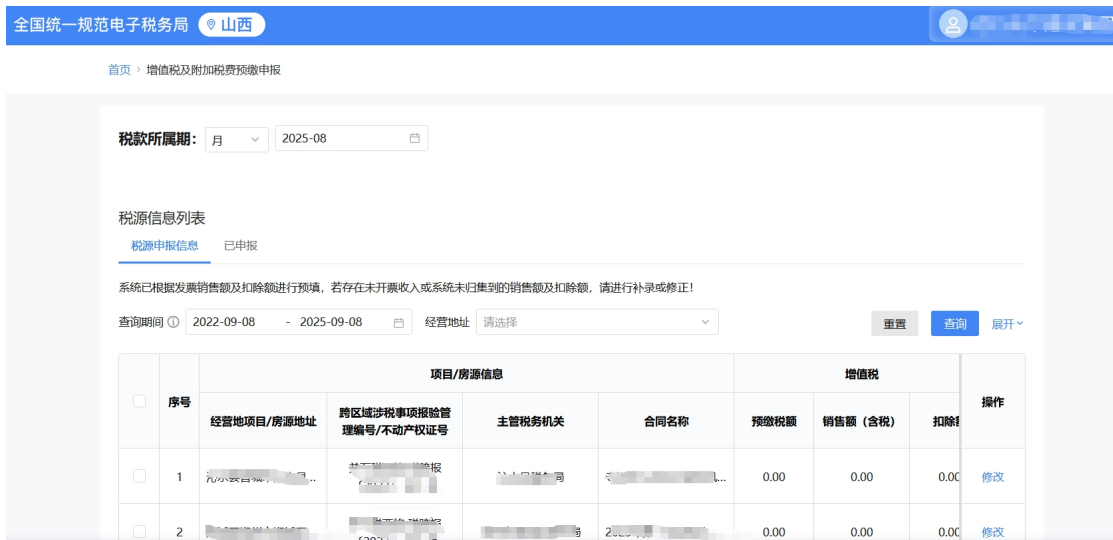 全国统一规范电子税务局 山西
首页 > 增值税及附加税费预缴申报
税款所属期： 月 2025-08
税源信息列表
税源申报信息 已申报
系统已根据发票销售额及扣除额进行预填，若存在未开票收入或系统未归集到的销售额及扣除额，请进行补录或修正！
查询期间 2022-09-08 - 2025-09-08 经营地址 请选择 重置 查询 展开
项目/房源信息 增值税
序号 操作
经营地项目/房源地址 跨区域涉税事项报验管理编号/不动产权证号 主管税务机关 合同名称 预缴税额 销售额（含税） 扣除
1 0.00 0.00 0.00 修改
2 0.00 0.00 0.00 修改